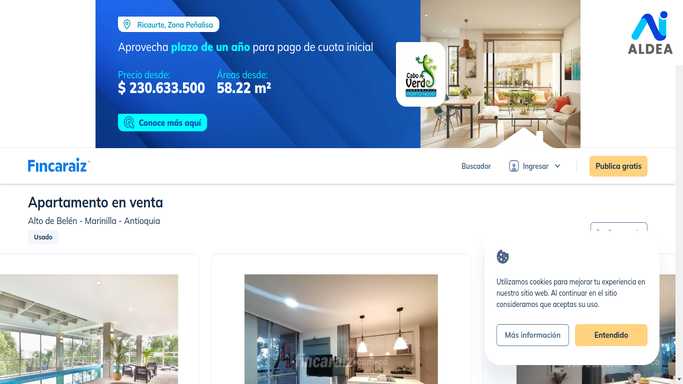 Ricaurte, Zona Peñalisa
Aprovecha plazo de un año para pago de cuota inicial
Precio desde:
Áreas desde:
$ 230.633.500
58.22 m²
Conoce más aquí
Cabo Verde
ALDEA
Fincaraiz
Buscador
Ingresar
Publica gratis
Apartamento en venta
Alto de Belén - Marinilla - Antioquia
Usado
Utilizamos cookies para mejorar tu experiencia en
nuestro sitio web. Al continuar en el sitio
consideramos que aceptas su uso.
Más información
Entendido
fincaraiz